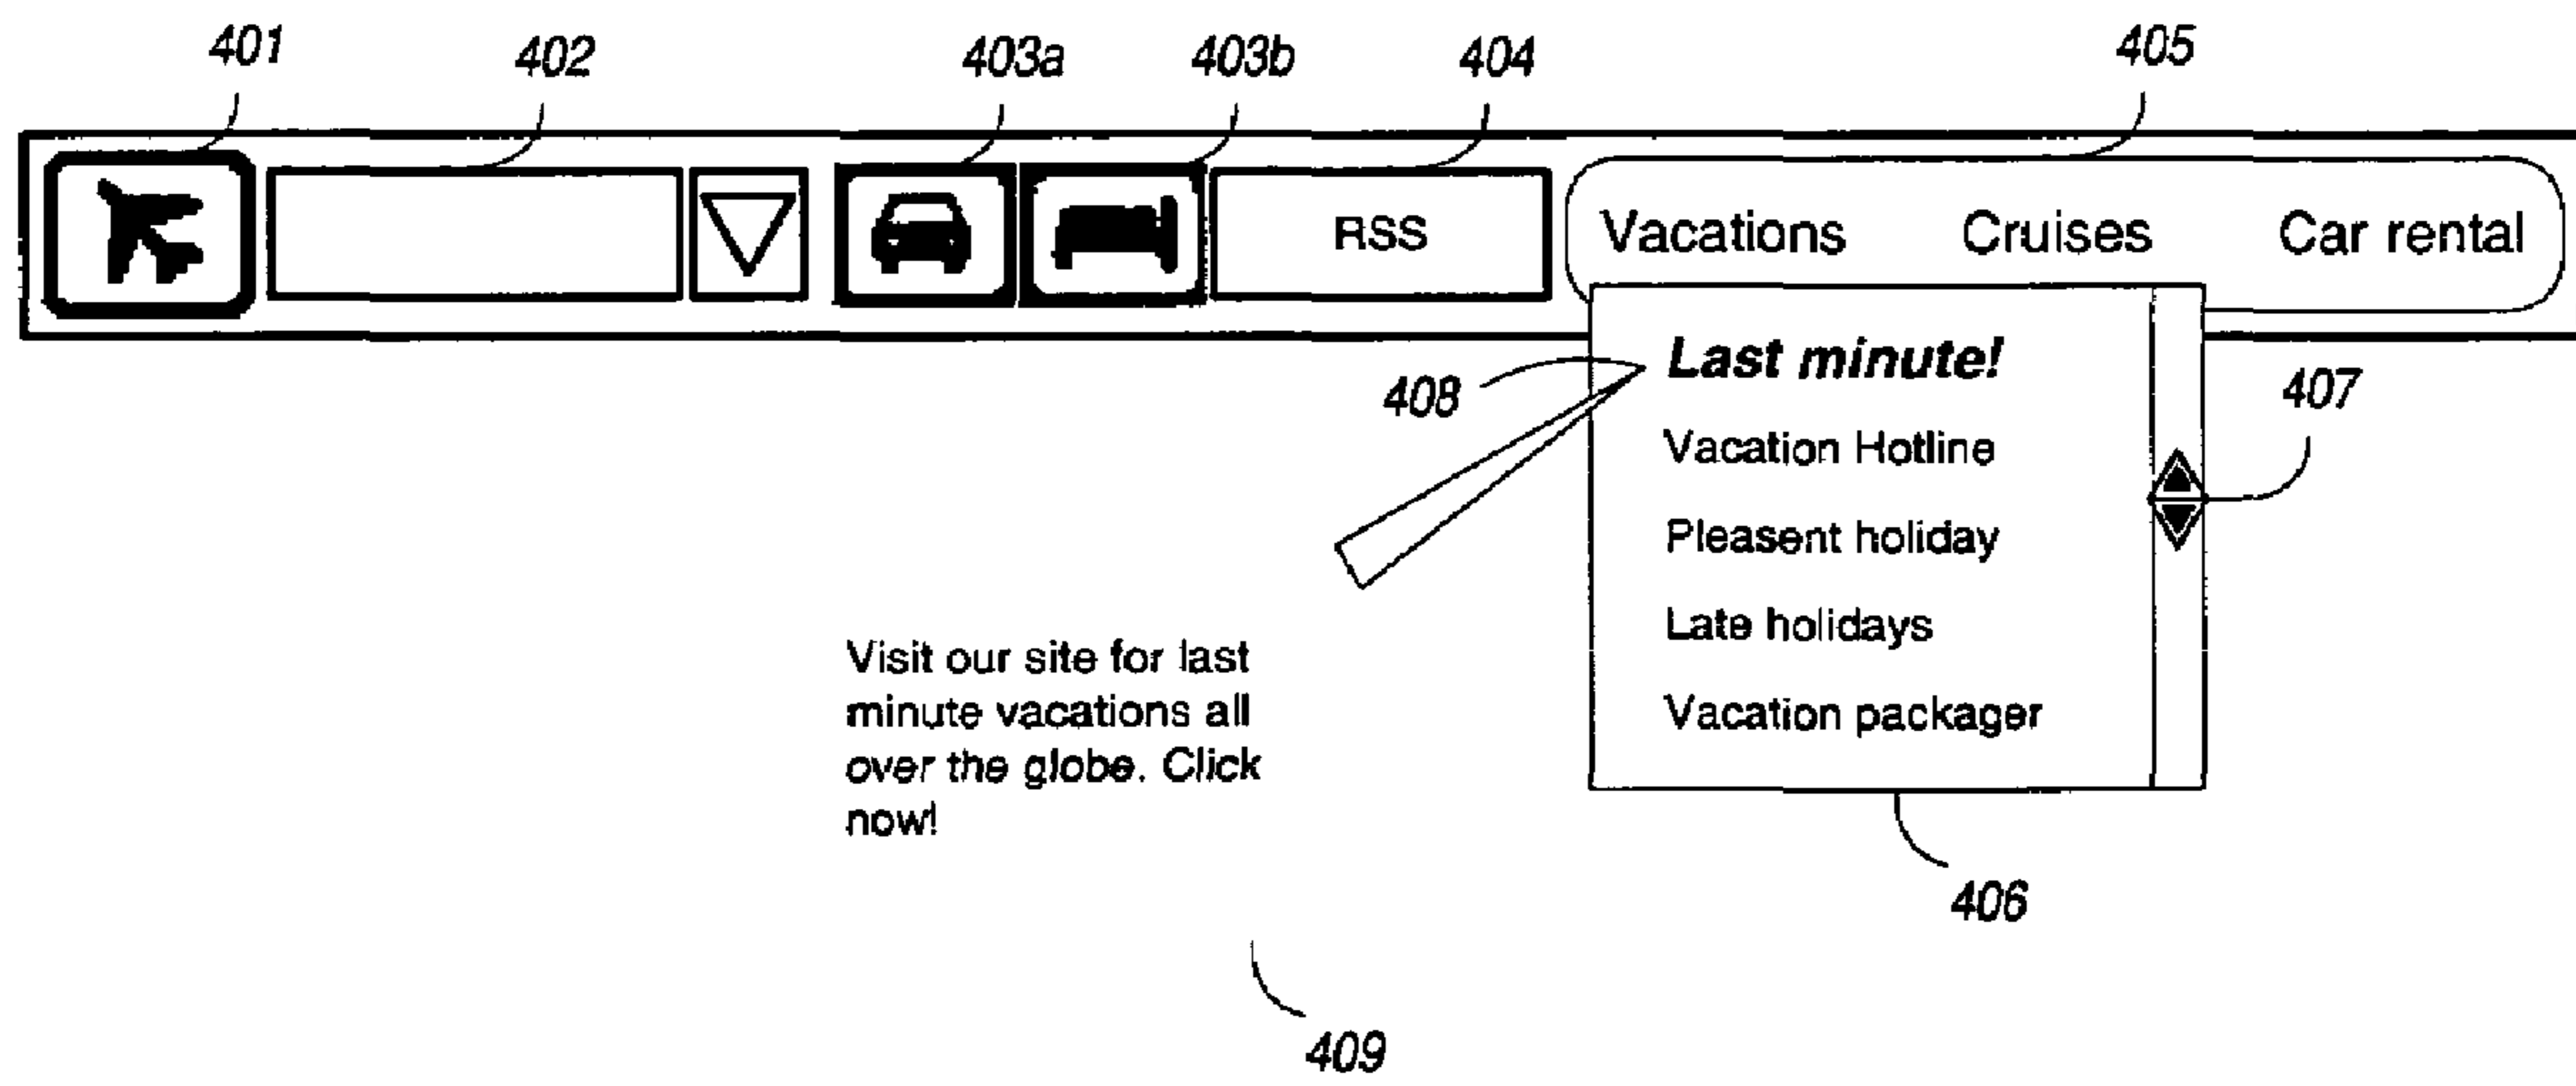 401
402
403a
403b
404
405
RSS
Vacations
Cruises
Car rental
Last minute!
408
407
Vacation Hotline
Pleasent holiday
Late holidays
Vacation packager
Visit our site for last
minute vacations all
over the globe. Click
now!
406
409